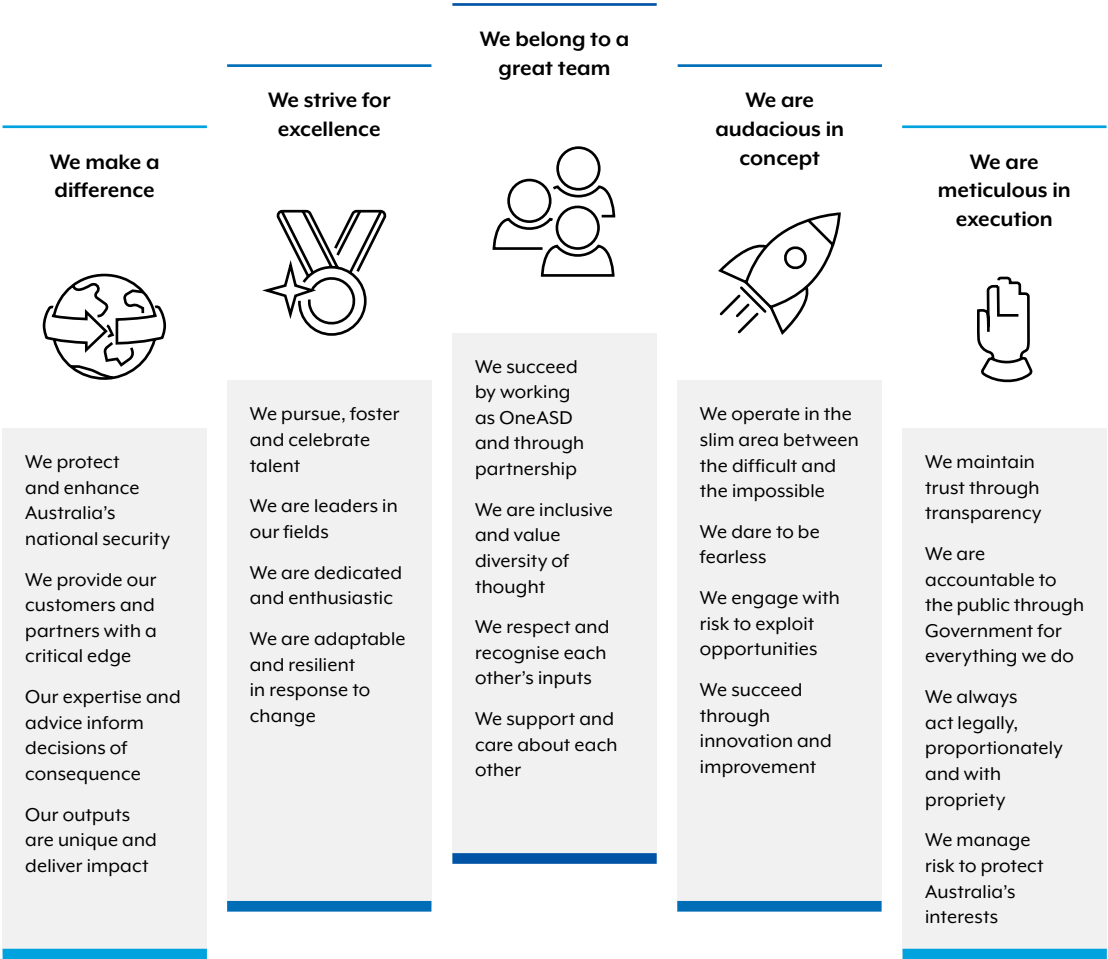 We make a
difference
We protect
and enhance
Australia's
national security
We provide our
customers and
partners with a
critical edge
Our expertise and
advice inform
decisions of
consequence
Our outputs
are unique and
deliver impact
We strive for
excellence
We pursue, foster
and celebrate
talent
We are leaders in
our fields
We are dedicated
and enthusiastic
We are adaptable
and resilient
in response to
change
We belong to a
great team
We succeed
by working
as OneASD
and through
partnership
We are inclusive
and value
diversity of
thought
We respect and
recognise each
other's inputs
We support and
care about each
other
We are
audacious in
concept
We operate in the
slim area between
the difficult and
the impossible
We dare to be
fearless
We engage with
risk to exploit
opportunities
We succeed
through
innovation and
improvement
We are
meticulous in
execution
We maintain
trust through
transparency
We are
accountable to
the public through
Government for
everything we do
We always
act legally,
proportionately
and with
propriety
We manage
risk to protect
Australia's
interests